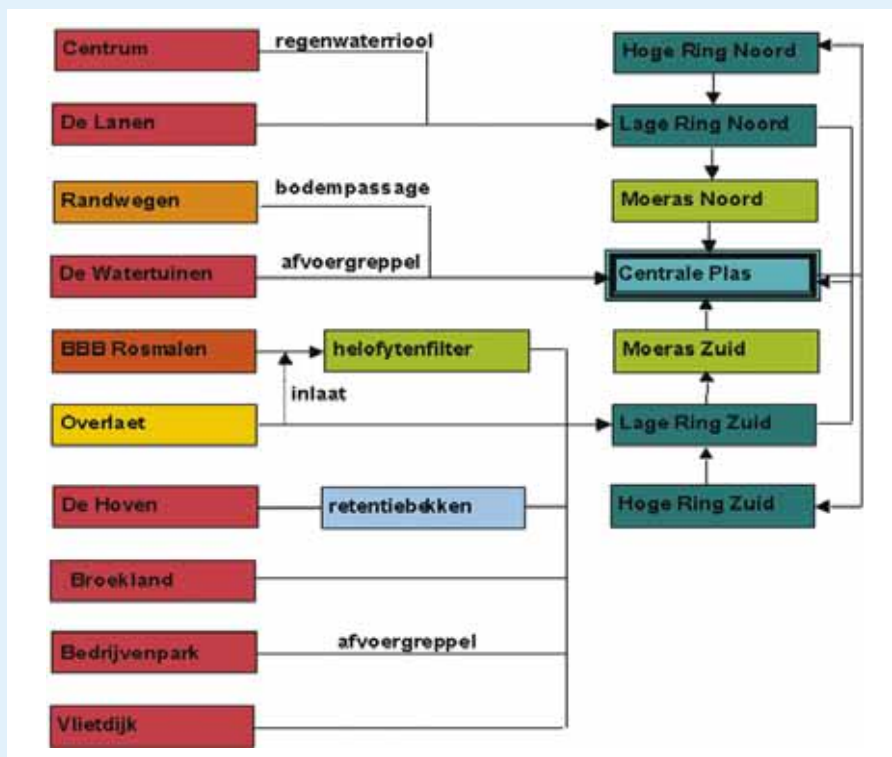 Centrum
regenwaterriool
Hoge Ring Noord
De Lanen
Lage Ring Noord
Randwegen
bodempassage
Moeras Noord
De Watertuinen
afvoergreppel
Centrale Plas
BBB Rosmalen
helofytenfilter
Moeras Zuid
inlaat
Overlaet
Lage Ring Zuid
De Hoven
retentiebekken
Hoge Ring Zuid
Broekland
Bedrijvenpark
afvoergreppel
Vlietdijk